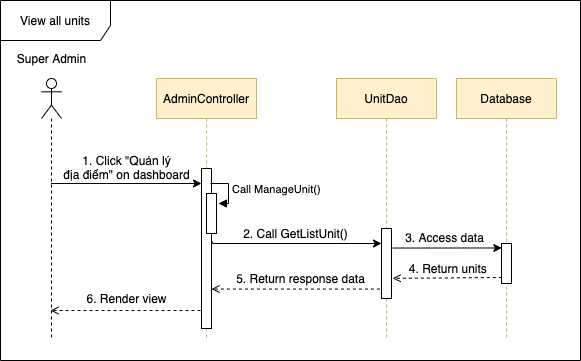 View all units
Super Admin
AdminController
UnitDao
Database
1. Click "Quản lý
địa điểm" on dashboard
Call ManageUnit()
2. Call GetListUnit()
3. Access data
4. Return units
5. Return response data
6. Render view